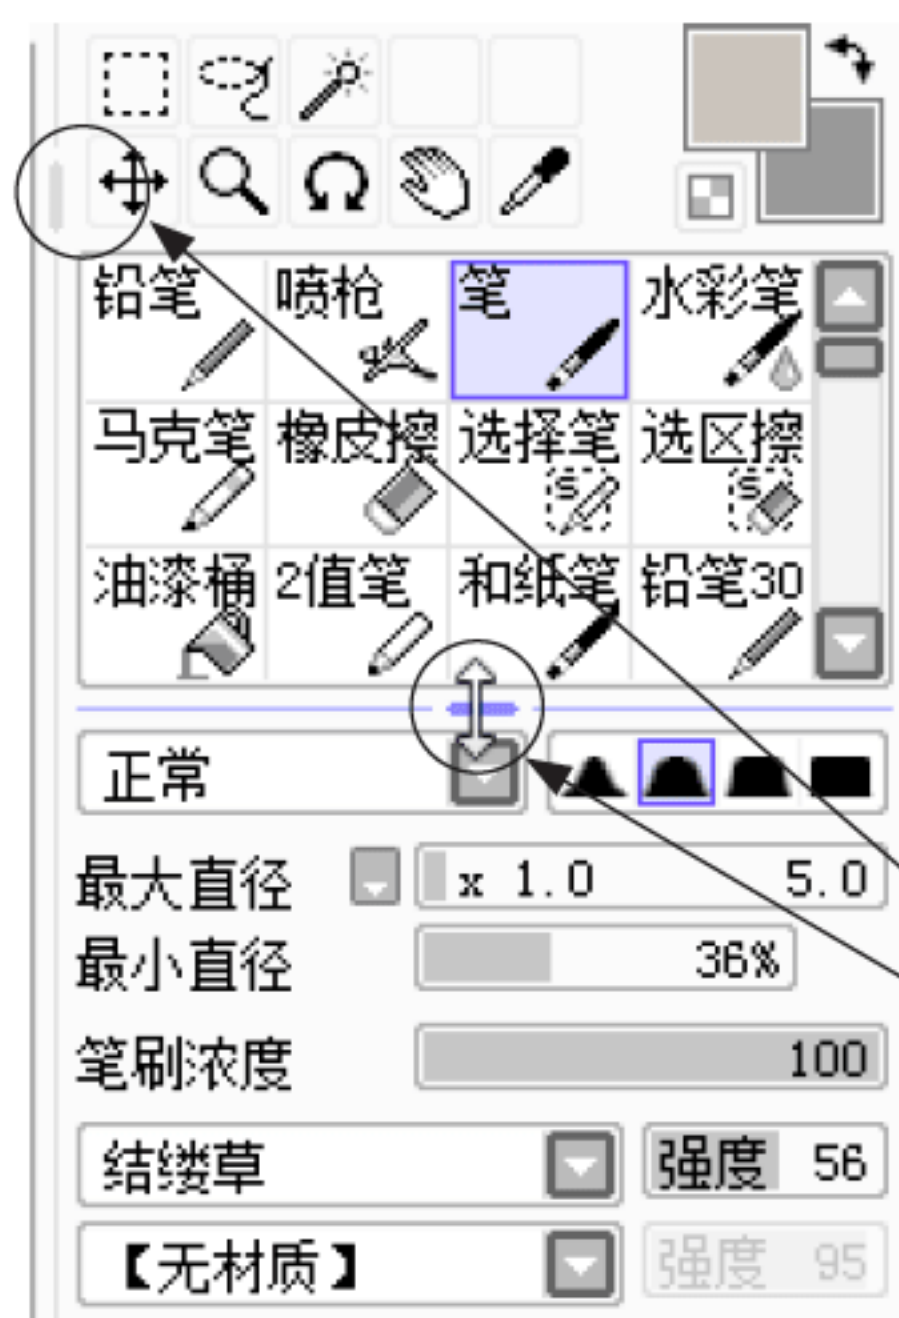 铅笔 喷枪 笔 水彩笔
马克笔 橡皮擦 选择笔 选区擦
油漆桶 2值笔 和纸笔 铅笔30
正常
最大直径 x 1.0 5.0
最小直径 36%
笔刷浓度 100
结缕草 强度 56
【无材质】 强度 95